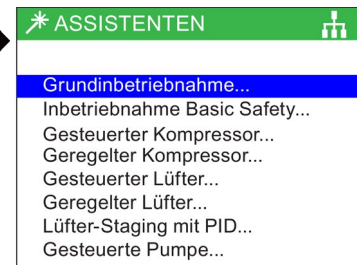 ASSISTENTEN
Grundinbetriebnahme...
Inbetriebnahme Basic Safety...
Gesteuerter Kompressor...
Geregelter Kompressor...
Gesteuerter Lüfter...
Geregelter Lüfter...
Lüfter-Staging mit PID...
Gesteuerte Pumpe...